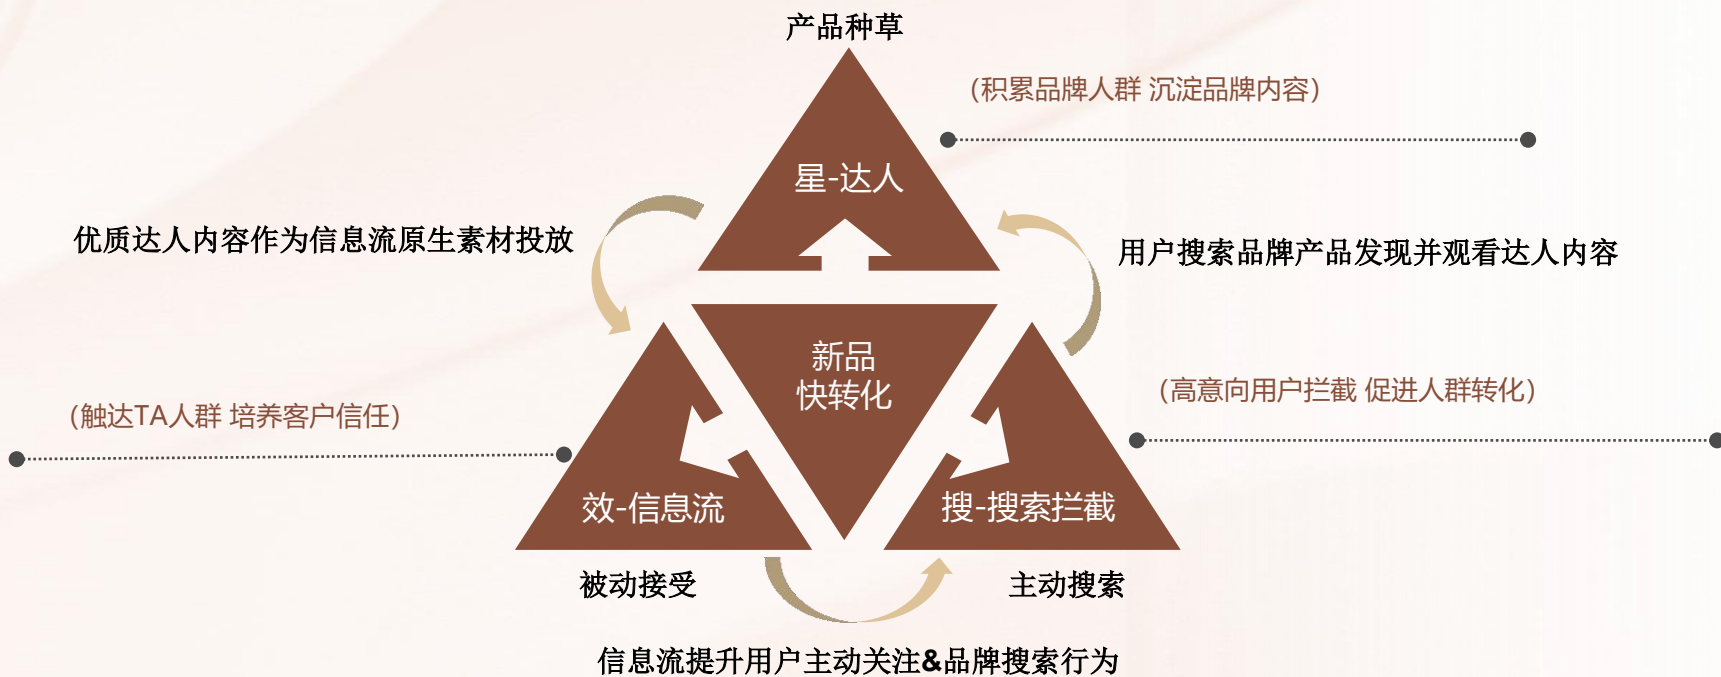 产品种草
(积累品牌人群 沉淀品牌内容)
星-达人
优质达人内容作为信息流原生素材投放
用户搜索品牌产品发现并观看达人内容
新品
快转化
(触达TA人群 培养客户信任)
(高意向用户拦截 促进人群转化)
效-信息流
搜-搜索拦截
被动接受
主动搜索
信息流提升用户主动关注&品牌搜索行为